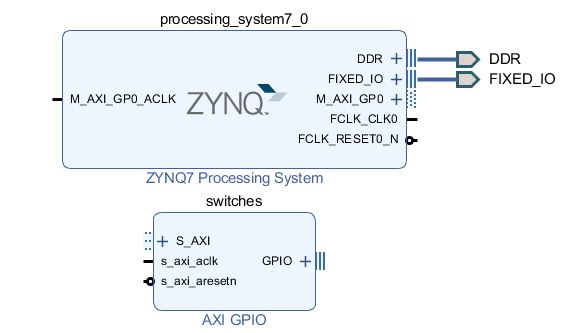 processing_system7_0
DDR
DDR
FIXED_IO
FIXED_IO
M_AXI_GP0_ACLK
ZYNQ
M_AXI_GP0
FCLK_CLK0
FCLK_RESET0_N
ZYNQ7 Processing System
switches
S_AXI
s_axi_aclk
GPIO
s_axi_aresetn
AXI GPIO